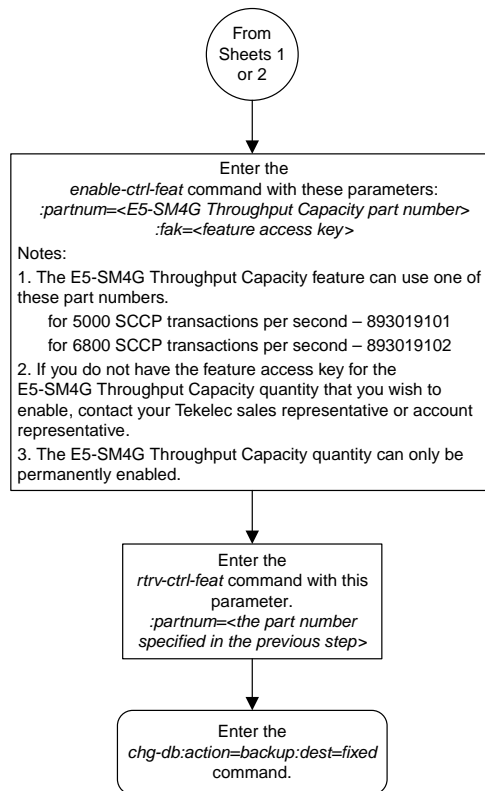 From
Sheets 1
or 2
Enter the
enable-ctrl-feat command with these parameters:
:partnum=<E5-SM4G Throughput Capacity part number>
:fak=<feature access key>
Notes:
1. The E5-SM4G Throughput Capacity feature can use one of
these part numbers.
for 5000 SCCP transactions per second – 893019101
for 6800 SCCP transactions per second – 893019102
2. If you do not have the feature access key for the
E5-SM4G Throughput Capacity quantity that you wish to
enable, contact your Tekelec sales representative or account
representative.
3. The E5-SM4G Throughput Capacity quantity can only be
permanently enabled.
Enter the
rtrv-ctrl-feat command with this
parameter.
:partnum=<the part number
specified in the previous step>
Enter the
chg-db:action=backup:dest=fixed
command.